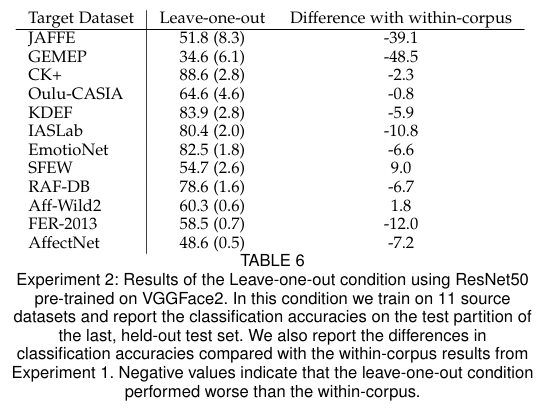 Target Dataset Leave-one-out Difference with within-corpus
JAFFE 51.8 (8.3) -39.1
GEMEP 34.6 (6.1) -48.5
CK+ 88.6 (2.8) -2.3
Oulu-CASIA 64.6 (4.6) -0.8
KDEF 83.9 (2.8) -5.9
IASLab 80.4 (2.0) -10.8
EmotioNet 82.5 (1.8) -6.6
SFEW 54.7 (2.6) 9.0
RAF-DB 78.6 (1.6) -6.7
Aff-Wild2 60.3 (0.6) 1.8
FER-2013 58.5 (0.7) -12.0
AffectNet 48.6 (0.5) -7.2
TABLE 6
Experiment 2: Results of the Leave-one-out condition using ResNet50
pre-trained on VGGFace2. In this condition we train on 11 source
datasets and report the classification accuracies on the test partition of
the last, held-out test set. We also report the differences in
classification accuracies compared with the within-corpus results from
Experiment 1. Negative values indicate that the leave-one-out condition
performed worse than the within-corpus.